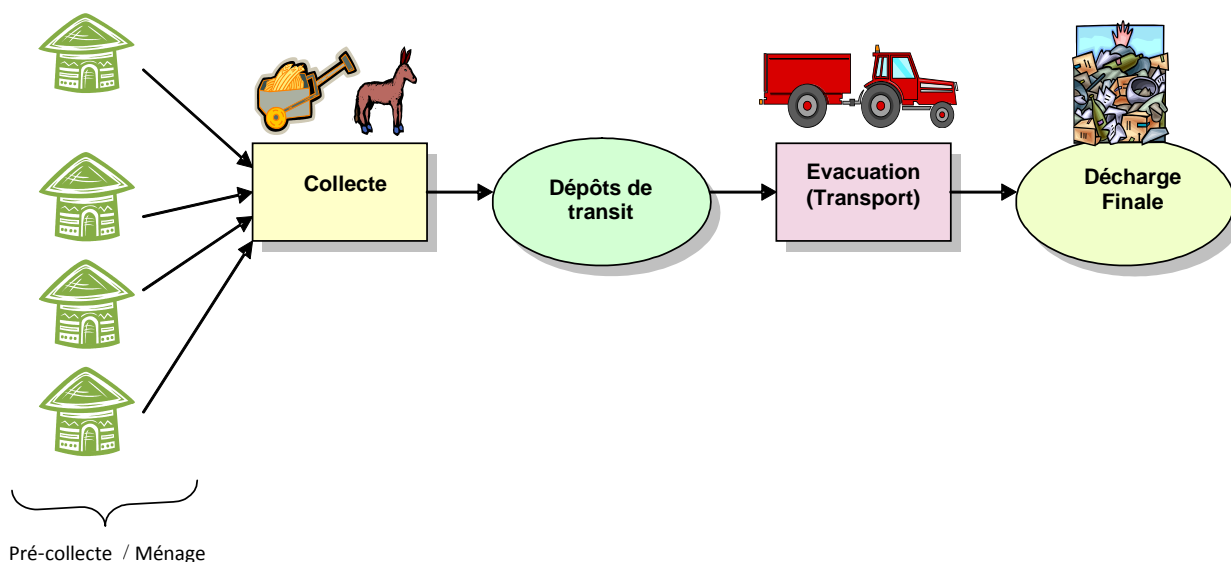 Collecte
Dépôts de
transit
Evacuation
(Transport)
Décharge
Finale
Pré-collecte / Ménage